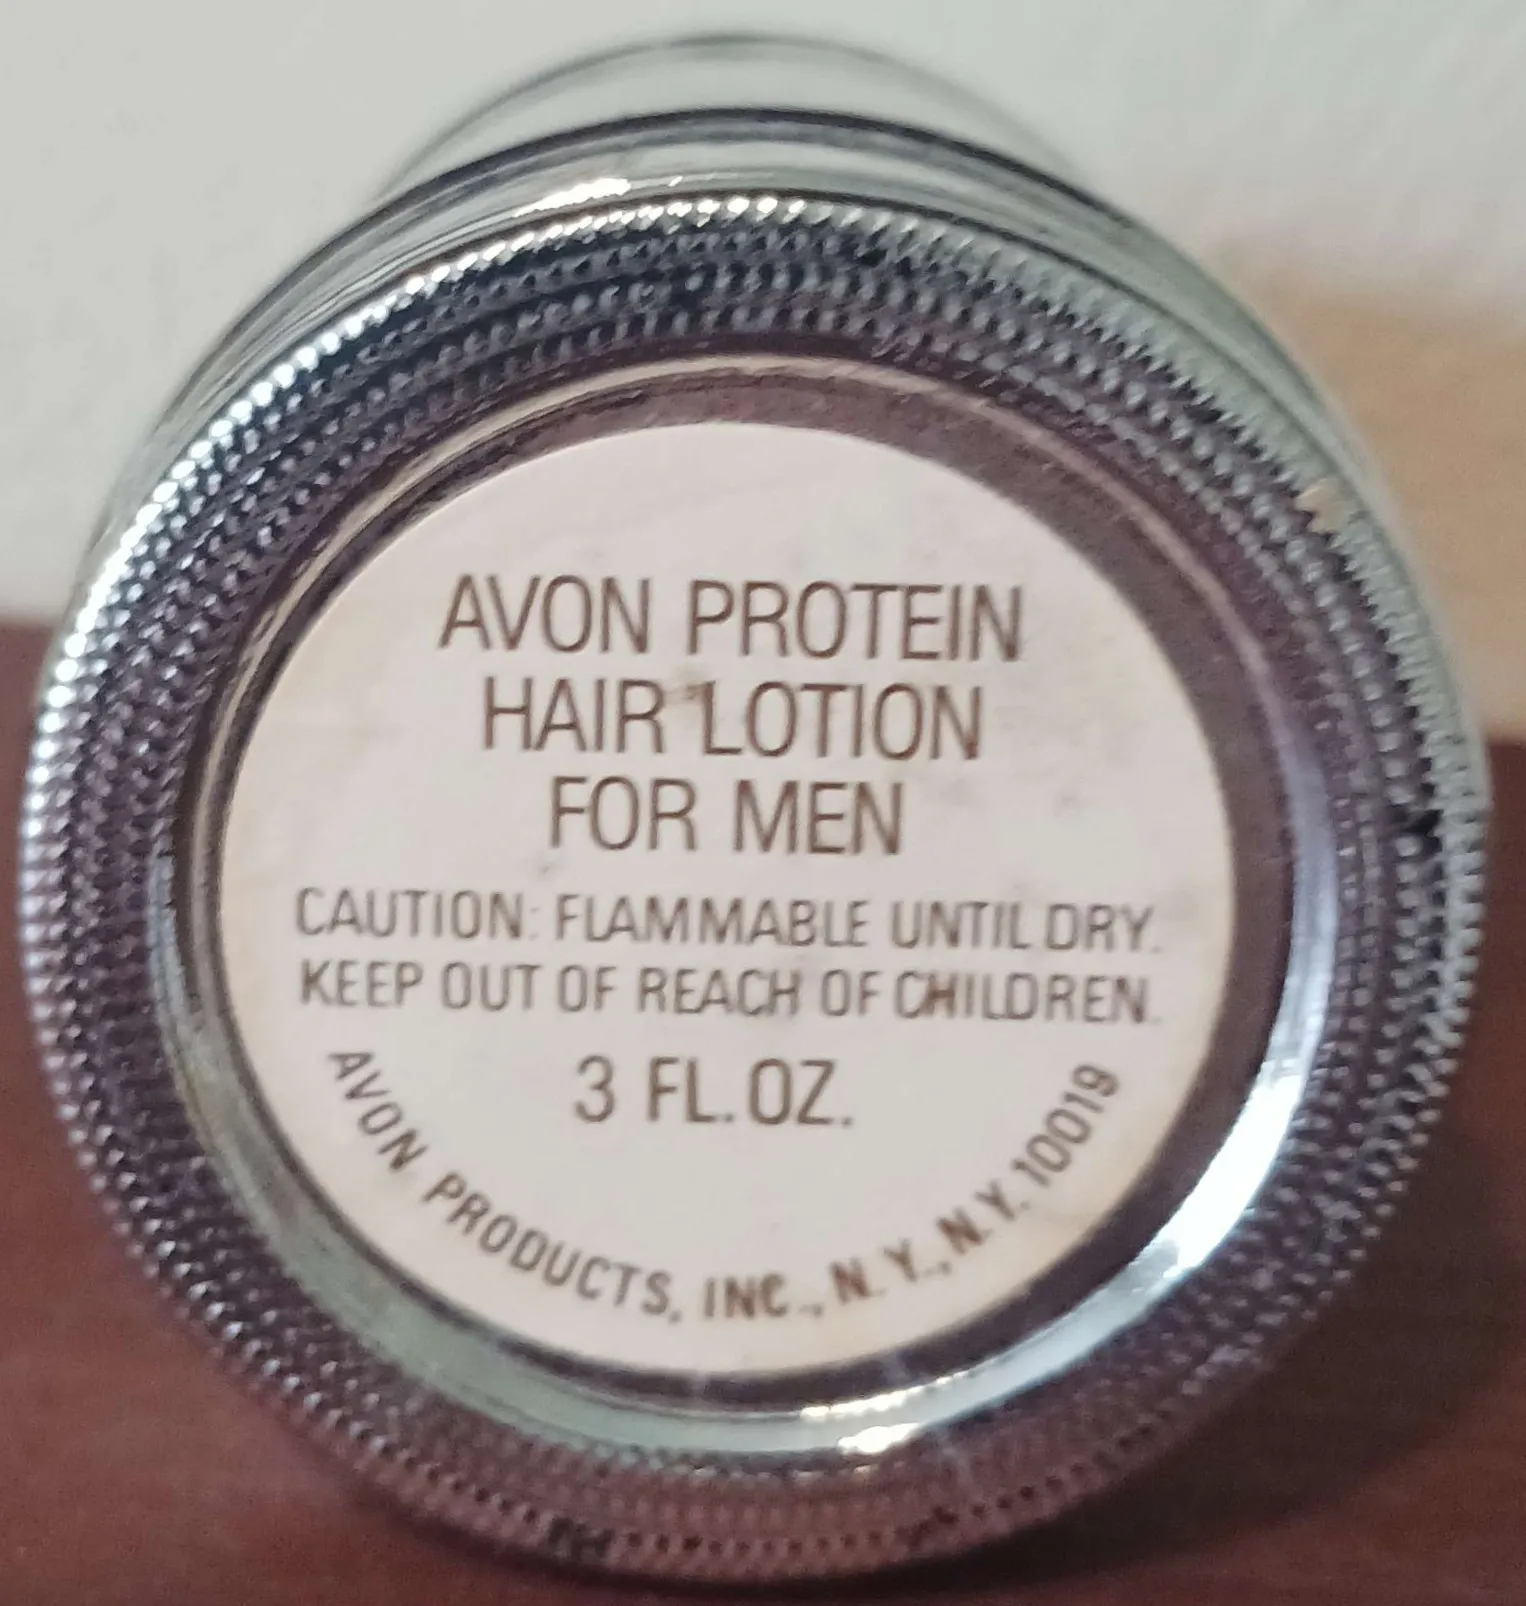 AVON PROTEIN
HAIR LOTION
FOR MEN
CAUTION: FLAMMABLE UNTIL DRY.
KEEP OUT OF REACH OF CHILDREN.
3 FL. OZ.
AVON PRODUCTS, INC., N. Y., N. Y. 10019